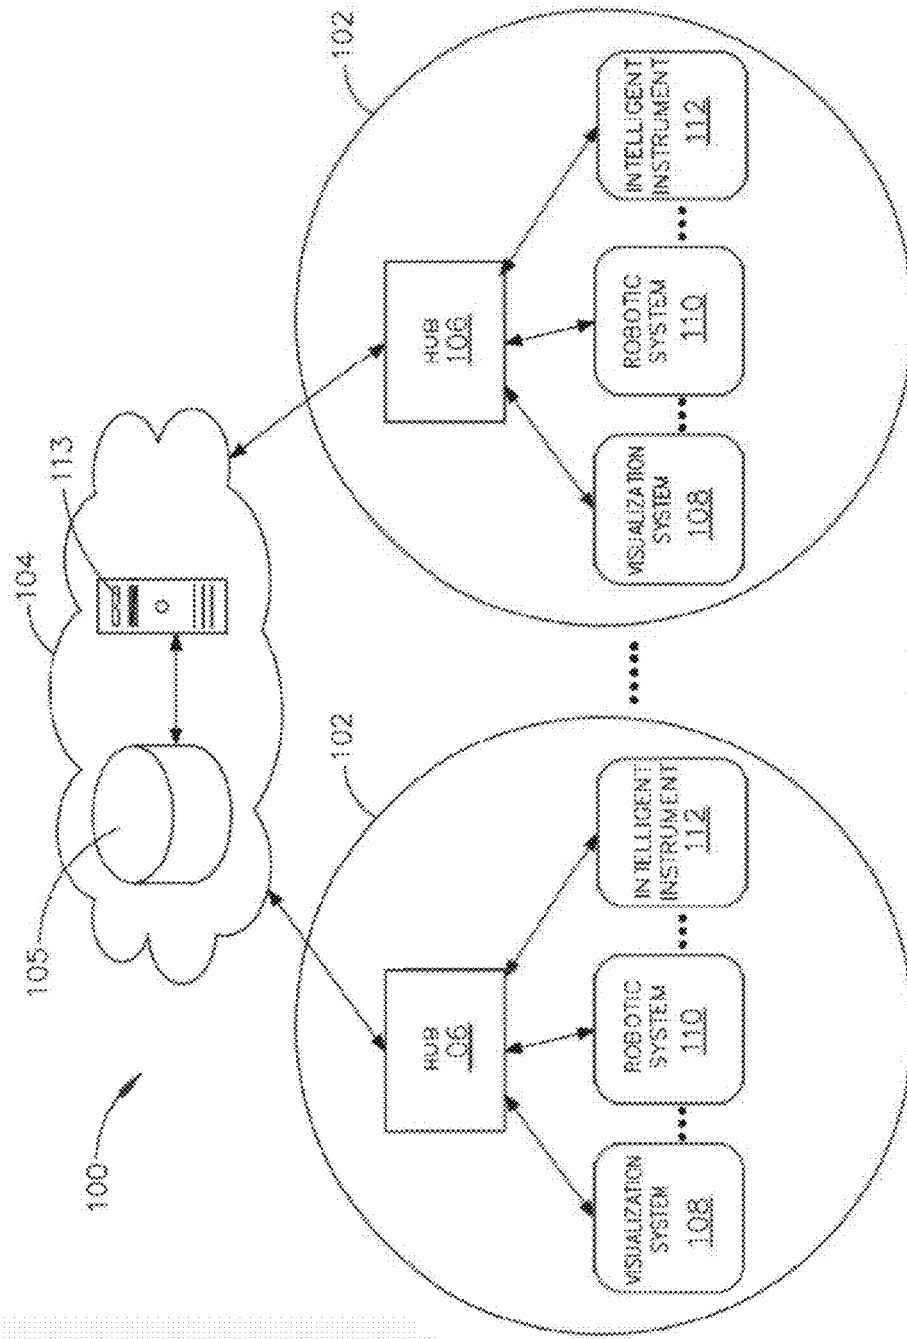 100
105
104
113
102
HUB
06
VISUALIZATION
SYSTEM
108
ROBOTIC
SYSTEM
110
INTELLIGENT
INSTRUMENT
112
102
HUB
106
VISUALIZATION
SYSTEM
108
ROBOTIC
SYSTEM
110
INTELLIGENT
INSTRUMENT
112